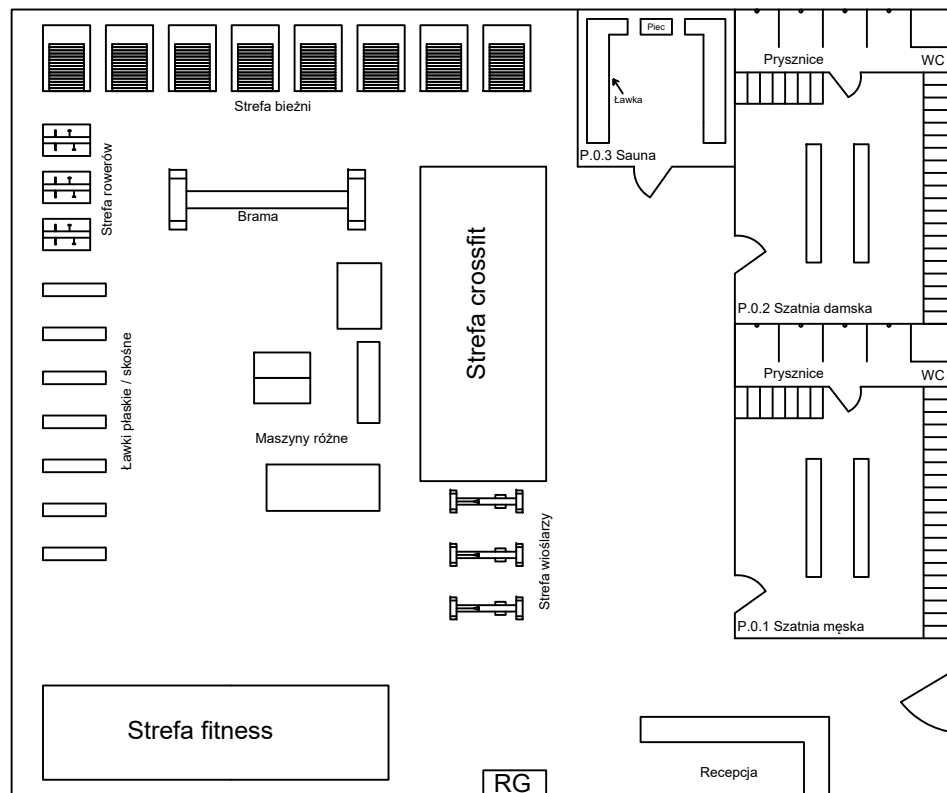 Piec
Prysznice
WC
Strefa bieżni
Ławka
P.0.3 Sauna
Strefa rowerów
Brama
Strefa crossfit
P.0.2 Szatnia damska
Ławki płaskie / skośne
Prysznice
WC
Maszyny różne
Strefa wioślarzy
P.0.1 Szatnia męska
Strefa fitness
Recepcja
RG